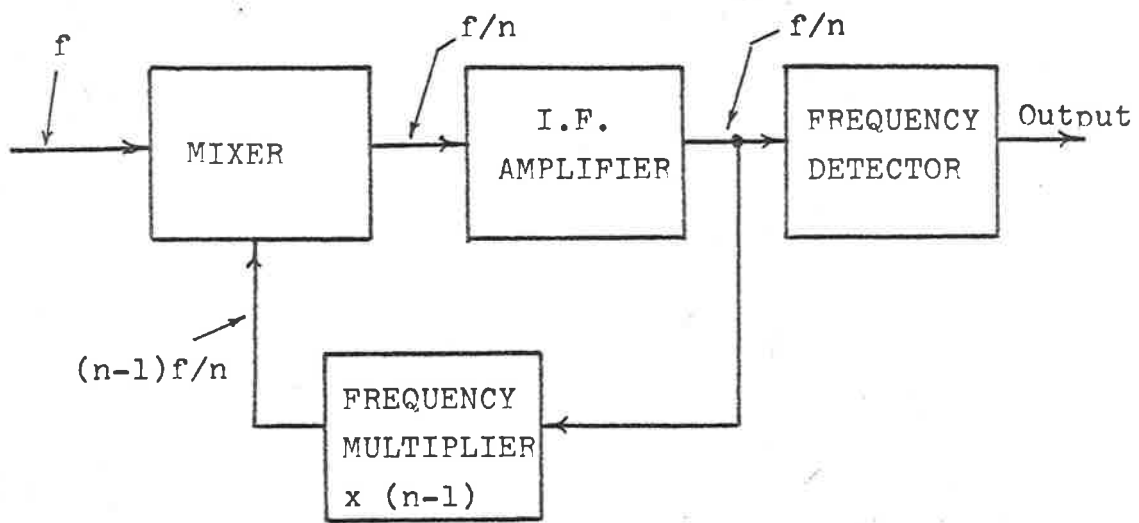 f
f/n
f/n
MIXER
I.F.
AMPLIFIER
FREQUENCY
DETECTOR
Output
(n-1)f/n
FREQUENCY
MULTIPLIER
x (n-1)